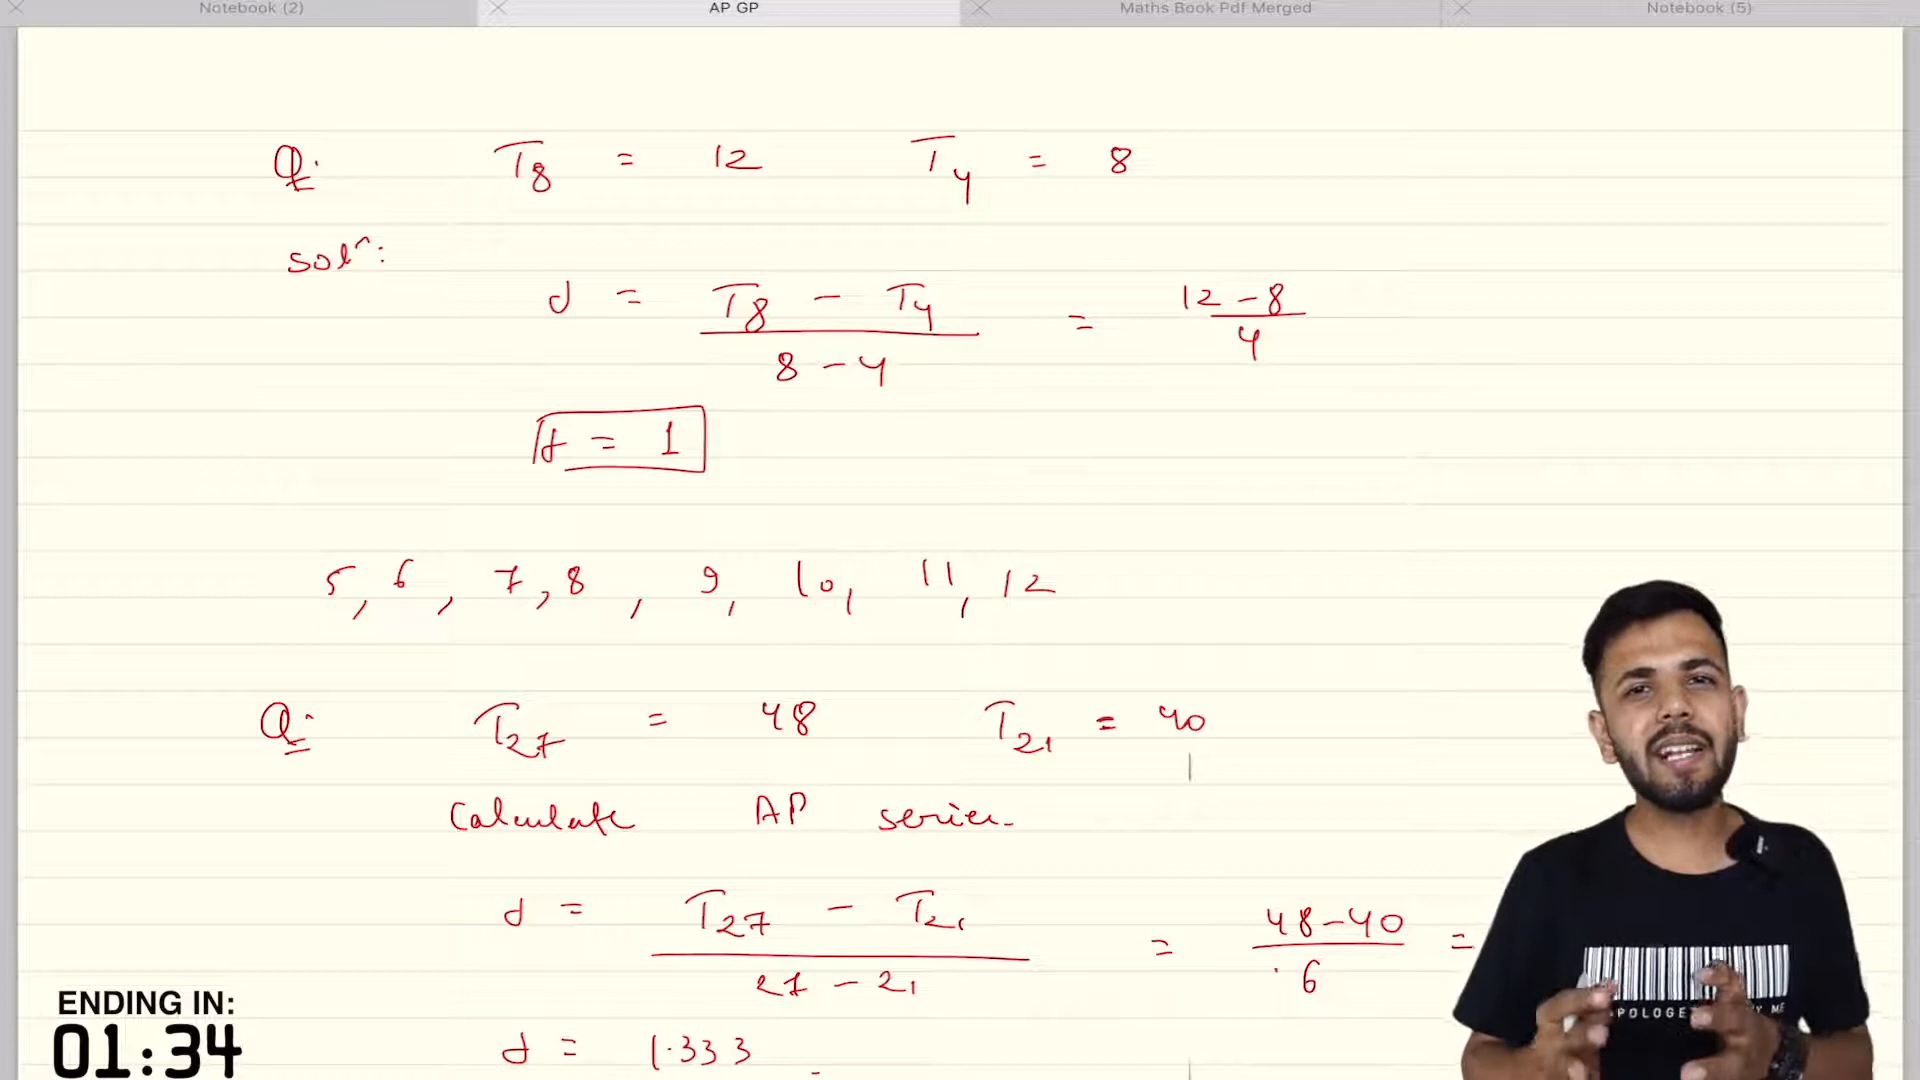 Notebook (2) AP GP Maths Book Pdf Merged Notebook (5)
Q. T8 = 12 T4 = 8
solⁿ:
d = T8 - T4 / 8 - 4 = 12 - 8 / 4
d = 1
5, 6, 7, 8, 9, 10, 11, 12
Q. T27 = 48 T21 = 40
Calculate AP series.
d = T27 - T21 / 27 - 21 = 48 - 40 / 6 =
d = 1.333
ENDING IN:
01:34